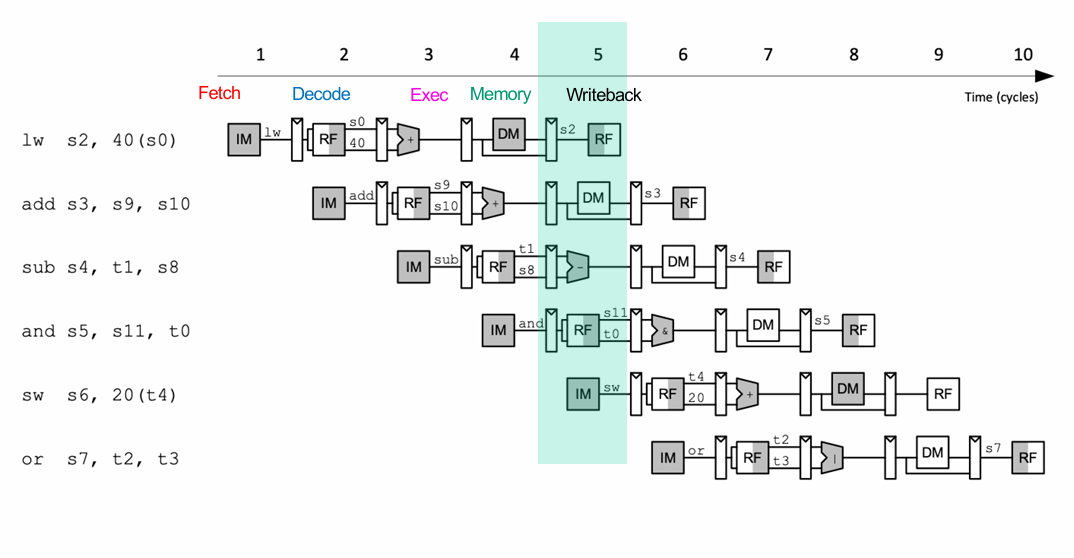 1 2 3 4 5 6 7 8 9 10
Fetch Decode Exec Memory Writeback Time (cycles)
lw s2, 40(s0) IM lw RF s0 40 + DM s2 RF
add s3, s9, s10 IM add RF s9 s10 + DM s3 RF
sub s4, t1, s8 IM sub RF t1 s8 - DM s4 RF
and s5, s11, t0 IM and RF s11 t0 & DM s5 RF
sw s6, 20(t4) IM sw RF t4 20 + DM RF
or s7, t2, t3 IM or RF t2 t3 | DM s7 RF